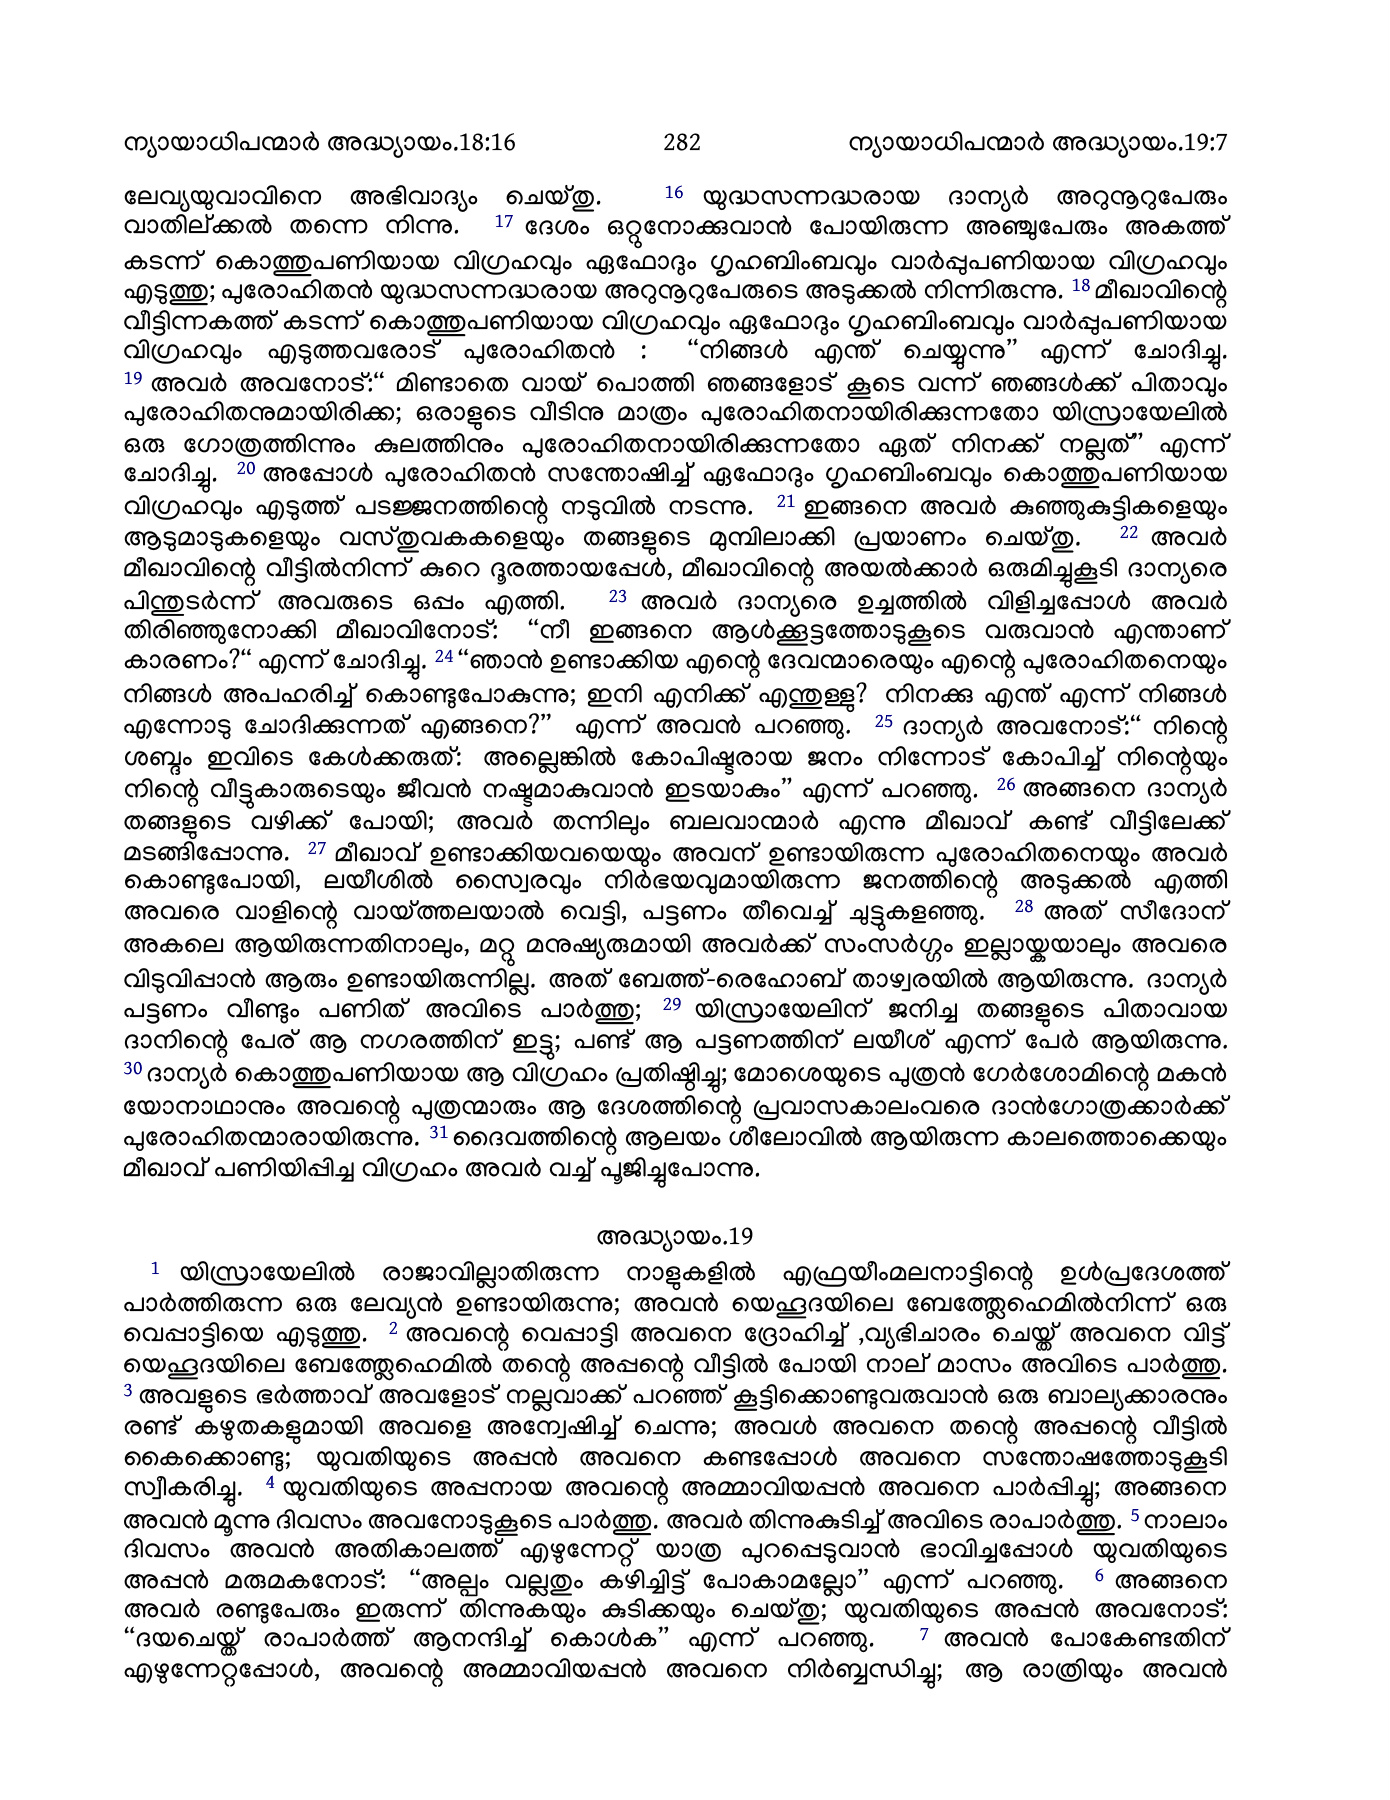 ന്യായാധിപന്മാർ അദ്ധ്യായം.18:16 282 ന്യായാധിപന്മാർ അദ്ധ്യായം.19:7
ലേവ്യയുവാവിനെ അഭിവാദ്യം ചെയ്തു. 16 യുദ്ധസന്നദ്ധരായ ദാന്യർ അറുനൂറുപേരും
വാതില്ക്കൽ തന്നെ നിന്നു. 17 ദേശം ഒറ്റുനോക്കുവാൻ പോയിരുന്ന അഞ്ചുപേരും അകത്ത്
കടന്ന് കൊത്തുപണിയായ വിഗ്രഹവും ഏഫോദും ഗൃഹബിംബവും വാർപ്പുപണിയായ വിഗ്രഹവും
എടുത്തു; പുരോഹിതൻ യുദ്ധസന്നദ്ധരായ അറുനൂറുപേരുടെ അടുക്കൽ നിന്നിരുന്നു. 18 മീഖാവിന്റെ
വീട്ടിന്നകത്ത് കടന്ന് കൊത്തുപണിയായ വിഗ്രഹവും ഏഫോദും ഗൃഹബിംബവും വാർപ്പുപണിയായ
വിഗ്രഹവും എടുത്തവരോട് പുരോഹിതൻ : “നിങ്ങൾ എന്ത് ചെയ്യുന്നു” എന്ന് ചോദിച്ചു.
19 അവർ അവനോട്:“ മിണ്ടാതെ വായ് പൊത്തി ഞങ്ങളോട് കൂടെ വന്ന് ഞങ്ങൾക്ക് പിതാവും
പുരോഹിതനുമായിരിക്ക; ഒരാളുടെ വീടിനു മാത്രം പുരോഹിതനായിരിക്കുന്നതോ യിസ്രായേലിൽ
ഒരു ഗോത്രത്തിന്നും കുലത്തിനും പുരോഹിതനായിരിക്കുന്നതോ ഏത് നിനക്ക് നല്ലത്” എന്ന്
ചോദിച്ചു. 20 അപ്പോൾ പുരോഹിതൻ സന്തോഷിച്ച് ഏഫോദും ഗൃഹബിംബവും കൊത്തുപണിയായ
വിഗ്രഹവും എടുത്ത് പടജ്ജനത്തിന്റെ നടുവിൽ നടന്നു. 21 ഇങ്ങനെ അവർ കുഞ്ഞുകുട്ടികളെയും
ആടുമാടുകളെയും വസ്തുവകകളെയും തങ്ങളുടെ മുമ്പിലാക്കി പ്രയാണം ചെയ്തു. 22 അവർ
മീഖാവിന്റെ വീട്ടിൽനിന്ന് കുറെ ദൂരത്തായപ്പേൾ, മീഖാവിന്റെ അയൽക്കാർ ഒരുമിച്ചുകൂടി ദാന്യരെ
പിന്തുടർന്ന് അവരുടെ ഒപ്പം എത്തി. 23 അവർ ദാന്യരെ ഉച്ചത്തിൽ വിളിച്ചപ്പോൾ അവർ
തിരിഞ്ഞുനോക്കി മീഖാവിനോട്: “നീ ഇങ്ങനെ ആൾക്കൂട്ടത്തോടുകൂടെ വരുവാൻ എന്താണ്
കാരണം?“ എന്ന് ചോദിച്ചു. 24 “ഞാൻ ഉണ്ടാക്കിയ എന്റെ ദേവന്മാരെയും എന്റെ പുരോഹിതനെയും
നിങ്ങൾ അപഹരിച്ച് കൊണ്ടുപോകുന്നു; ഇനി എനിക്ക് എന്തുള്ളു? നിനക്കു എന്ത് എന്ന് നിങ്ങൾ
എന്നോടു ചോദിക്കുന്നത് എങ്ങനെ?” എന്ന് അവൻ പറഞ്ഞു. 25 ദാന്യർ അവനോട്:“ നിന്റെ
ശബ്ദം ഇവിടെ കേൾക്കരുത്: അല്ലെങ്കിൽ കോപിഷ്ടരായ ജനം നിന്നോട് കോപിച്ച് നിന്റെയും
നിന്റെ വീട്ടുകാരുടെയും ജീവൻ നഷ്ടമാകുവാൻ ഇടയാകും” എന്ന് പറഞ്ഞു. 26 അങ്ങനെ ദാന്യർ
തങ്ങളുടെ വഴിക്ക് പോയി; അവർ തന്നിലും ബലവാന്മാർ എന്നു മീഖാവ് കണ്ട് വീട്ടിലേക്ക്
മടങ്ങിപ്പോന്നു. 27 മീഖാവ് ഉണ്ടാക്കിയവയെയും അവന് ഉണ്ടായിരുന്ന പുരോഹിതനെയും അവർ
കൊണ്ടുപോയി, ലയീശിൽ സ്വൈരവും നിർഭയവുമായിരുന്ന ജനത്തിന്റെ അടുക്കൽ എത്തി
അവരെ വാളിന്റെ വായ്ത്തലയാൽ വെട്ടി, പട്ടണം തീവെച്ച് ചുട്ടുകളഞ്ഞു. 28 അത് സീദോന്
അകലെ ആയിരുന്നതിനാലും, മറ്റു മനുഷ്യരുമായി അവർക്ക് സംസർഗ്ഗം ഇല്ലായ്കയാലും അവരെ
വിടുവിപ്പാൻ ആരും ഉണ്ടായിരുന്നില്ല. അത് ബേത്ത്-രെഹോബ് താഴ്വരയിൽ ആയിരുന്നു. ദാന്യർ
പട്ടണം വീണ്ടും പണിത് അവിടെ പാർത്തു; 29 യിസ്രായേലിന് ജനിച്ച തങ്ങളുടെ പിതാവായ
ദാനിന്റെ പേര് ആ നഗരത്തിന് ഇട്ടു; പണ്ട് ആ പട്ടണത്തിന് ലയീശ് എന്ന് പേർ ആയിരുന്നു.
30 ദാന്യർ കൊത്തുപണിയായ ആ വിഗ്രഹം പ്രതിഷ്ഠിച്ചു; മോശെയുടെ പുത്രൻ ഗേർശോമിന്റെ മകൻ
യോനാഥാനും അവന്റെ പുത്രന്മാരും ആ ദേശത്തിന്റെ പ്രവാസകാലംവരെ ദാൻഗോത്രക്കാർക്ക്
പുരോഹിതന്മാരായിരുന്നു. 31 ദൈവത്തിന്റെ ആലയം ശീലോവിൽ ആയിരുന്ന കാലത്തൊക്കെയും
മീഖാവ് പണിയിപ്പിച്ച വിഗ്രഹം അവർ വച്ച് പൂജിച്ചുപോന്നു.
അദ്ധ്യായം.19
1 യിസ്രായേലിൽ രാജാവില്ലാതിരുന്ന നാളുകളിൽ എഫ്രയീംമലനാട്ടിന്റെ ഉൾപ്രദേശത്ത്
പാർത്തിരുന്ന ഒരു ലേവ്യൻ ഉണ്ടായിരുന്നു; അവൻ യെഹൂദയിലെ ബേത്ത്ലേഹെമിൽനിന്ന് ഒരു
വെപ്പാട്ടിയെ എടുത്തു. 2 അവന്റെ വെപ്പാട്ടി അവനെ ദ്രോഹിച്ച് ,വ്യഭിചാരം ചെയ്ത് അവനെ വിട്ട്
യെഹൂദയിലെ ബേത്ത്ലേഹെമിൽ തന്റെ അപ്പന്റെ വീട്ടിൽ പോയി നാല് മാസം അവിടെ പാർത്തു.
3 അവളുടെ ഭർത്താവ് അവളോട് നല്ലവാക്ക് പറഞ്ഞ് കൂട്ടിക്കൊണ്ടുവരുവാൻ ഒരു ബാല്യക്കാരനും
രണ്ട് കഴുതകളുമായി അവളെ അന്വേഷിച്ച് ചെന്നു; അവൾ അവനെ തന്റെ അപ്പന്റെ വീട്ടിൽ
കൈക്കൊണ്ടു; യുവതിയുടെ അപ്പൻ അവനെ കണ്ടപ്പോൾ അവനെ സന്തോഷത്തോടുകൂടി
സ്വീകരിച്ചു. 4 യുവതിയുടെ അപ്പനായ അവന്റെ അമ്മാവിയപ്പൻ അവനെ പാർപ്പിച്ചു; അങ്ങനെ
അവൻ മൂന്നു ദിവസം അവനോടുകൂടെ പാർത്തു. അവർ തിന്നുകുടിച്ച് അവിടെ രാപാർത്തു. 5 നാലാം
ദിവസം അവൻ അതികാലത്ത് എഴുന്നേറ്റ് യാത്ര പുറപ്പെടുവാൻ ഭാവിച്ചപ്പോൾ യുവതിയുടെ
അപ്പൻ മരുമകനോട്: “അല്പം വല്ലതും കഴിച്ചിട്ട് പോകാമല്ലോ” എന്ന് പറഞ്ഞു. 6 അങ്ങനെ
അവർ രണ്ടുപേരും ഇരുന്ന് തിന്നുകയും കുടിക്കയും ചെയ്തു; യുവതിയുടെ അപ്പൻ അവനോട്:
“ദയചെയ്ത് രാപാർത്ത് ആനന്ദിച്ച് കൊൾക” എന്ന് പറഞ്ഞു. 7 അവൻ പോകേണ്ടതിന്
എഴുന്നേറ്റപ്പോൾ, അവന്റെ അമ്മാവിയപ്പൻ അവനെ നിർബ്ബന്ധിച്ചു; ആ രാത്രിയും അവൻ